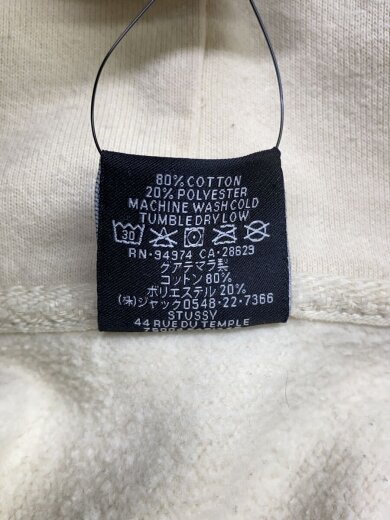 80% COTTON
20% POLYESTER
MACHINE WASH COLD
TUMBLE DRY LOW
30
RN-94974 CA-28629
グアテマラ製
コットン 80%
ポリエステル 20%
(株)ジャック0548-22-7366
STUSSY
44 RUE DU TEMPLE